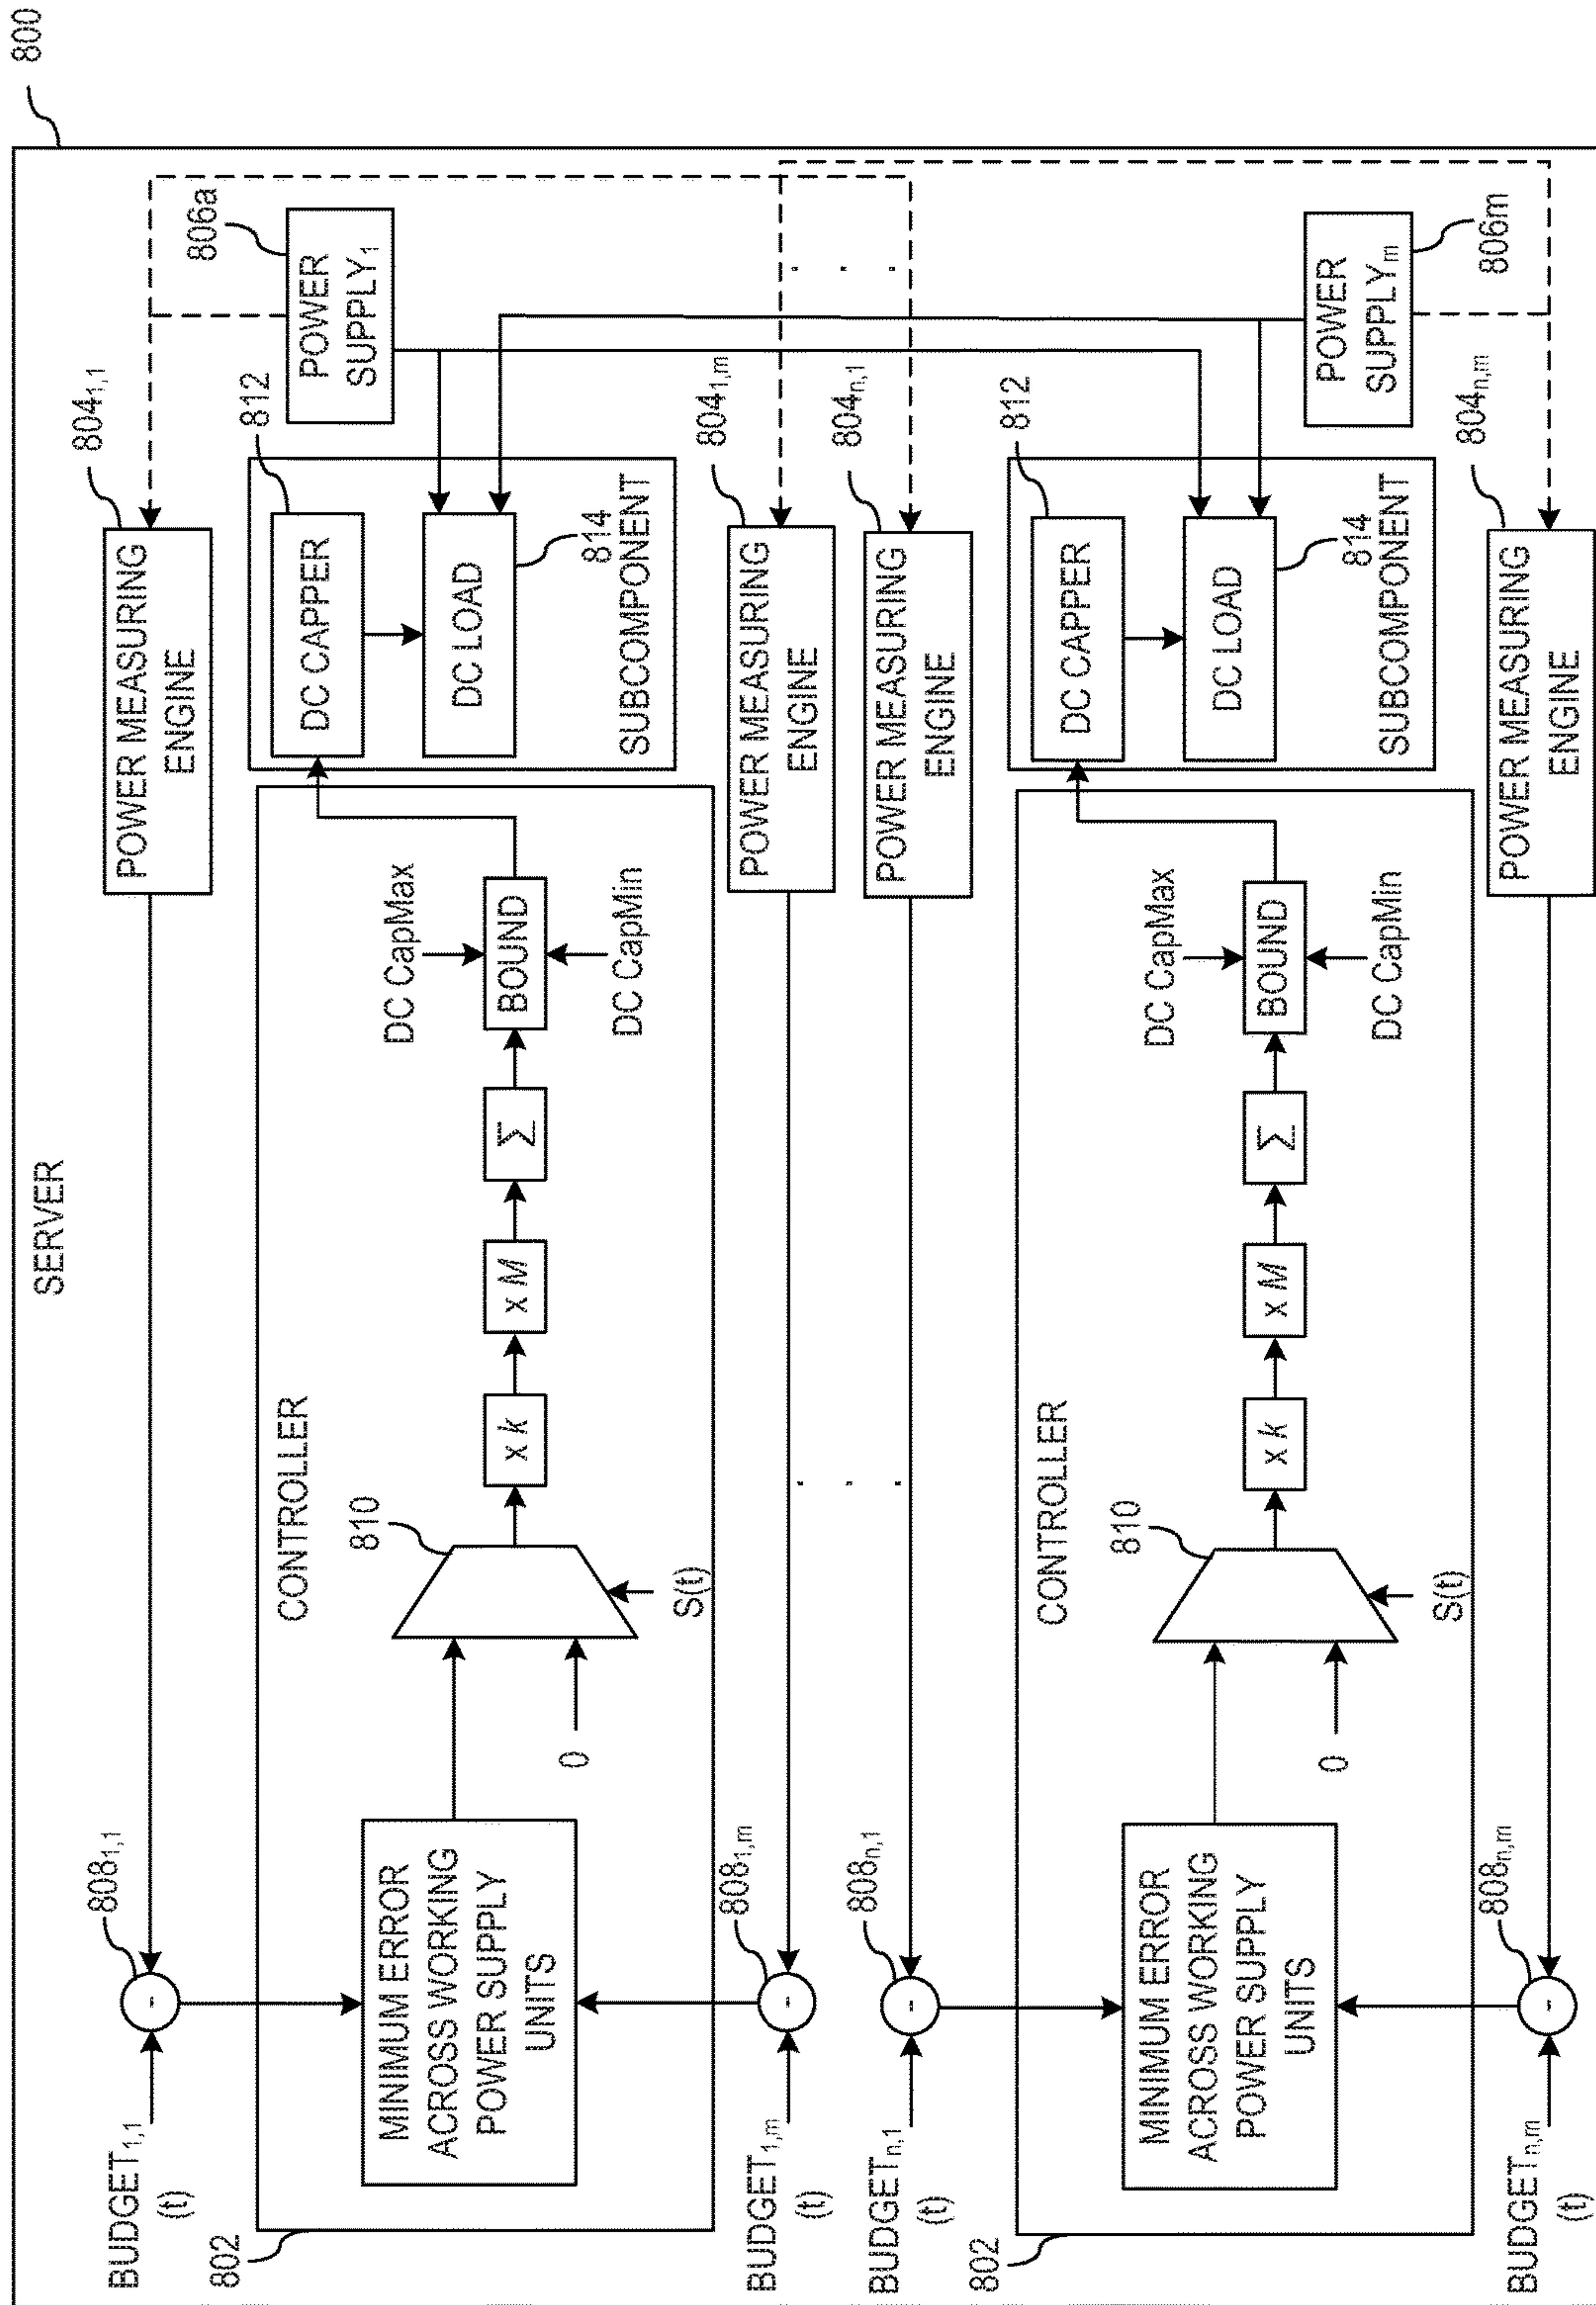 800
SERVER
BUDGET1,1
(t)
8081,1
-
POWER MEASURING
ENGINE
8041,1
802
CONTROLLER
MINIMUM ERROR
ACROSS WORKING
POWER SUPPLY
UNITS
0
810
S(t)
x k
x M
Σ
DC CapMax
BOUND
DC CapMin
812
DC CAPPER
DC LOAD
814
SUBCOMPONENT
806a
POWER
SUPPLY1
BUDGET1,m
(t)
8081,m
-
POWER MEASURING
ENGINE
8041,m
. . .
. . .
BUDGETn,1
(t)
808n,1
-
POWER MEASURING
ENGINE
804n,1
802
CONTROLLER
MINIMUM ERROR
ACROSS WORKING
POWER SUPPLY
UNITS
0
810
S(t)
x k
x M
Σ
DC CapMax
BOUND
DC CapMin
812
DC CAPPER
DC LOAD
814
SUBCOMPONENT
POWER
SUPPLYm
806m
BUDGETn,m
(t)
808n,m
-
POWER MEASURING
ENGINE
804n,m